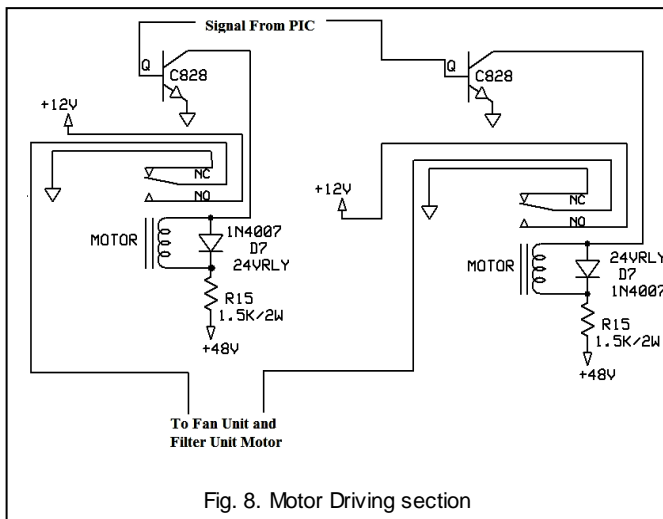 Signal From PIC
Q
C828
+12V
NC
NO
MOTOR
1N4007
D7
24VRLY
R15
1.5K/2W
+48V
Q
C828
+12V
NC
NO
MOTOR
24VRLY
D7
1N4007
R15
1.5K/2W
+48V
To Fan Unit and
Filter Unit Motor
Fig. 8. Motor Driving section